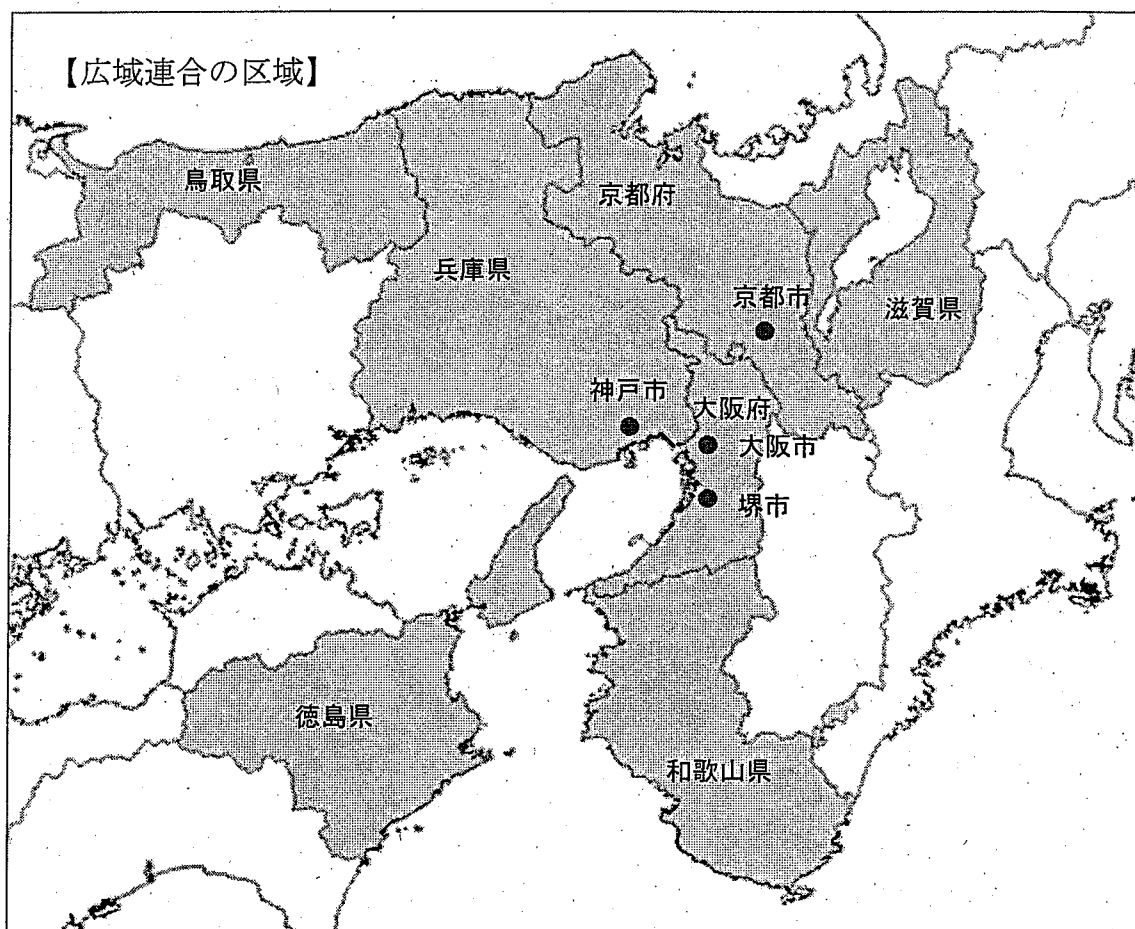 【広域連合の区域】
鳥取県
京都府
兵庫県
京都市
滋賀県
神戸市
大阪府
大阪市
堺市
徳島県
和歌山県